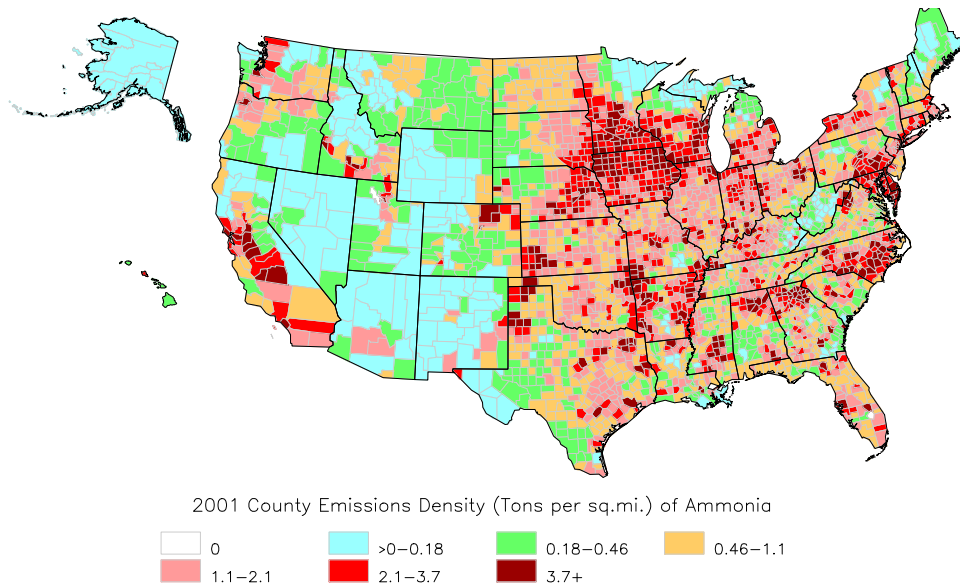 2001 County Emissions Density (Tons per sq.mi.) of Ammonia
0 >0−0.18 0.18−0.46 0.46−1.1
1.1−2.1 2.1−3.7 3.7+